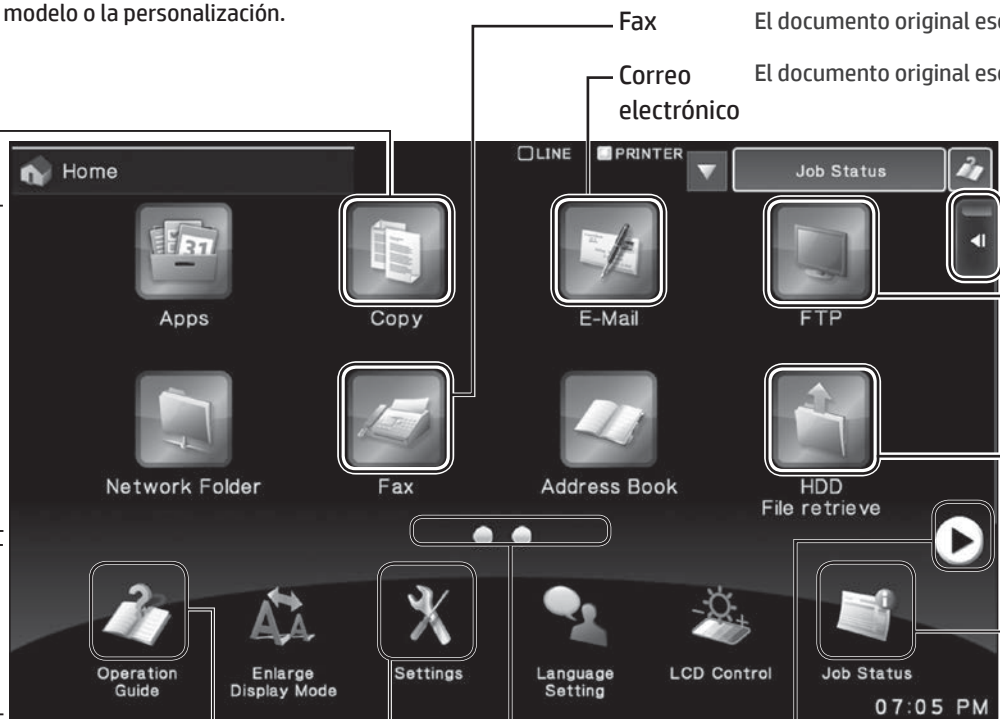 modelo o la personalización.
Fax El documento original
Correo El documento original
electrónico
Home
LINE
PRINTER
Job Status
Apps
Copy
E-Mail
FTP
Network Folder
Fax
Address Book
HDD
File retrieve
Operation
Guide
Enlarge
Display Mode
Settings
Language
Setting
LCD Control
Job Status
07:05 PM
31